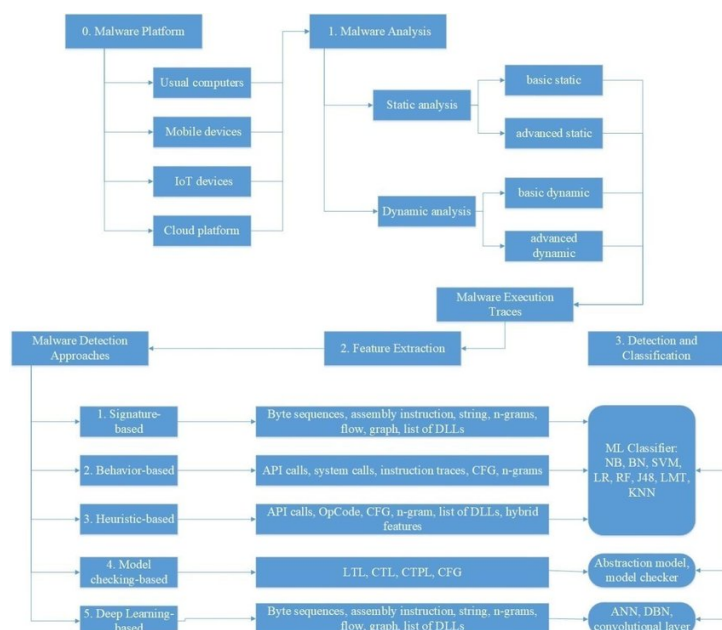 0. Malware Platform
1. Malware Analysis
Usual computers
Mobile devices
IoT devices
Cloud platform
Static analysis
basic static
advanced static
Dynamic analysis
basic dynamic
advanced
dynamic
Malware Execution
Traces
Malware Detection
Approaches
2. Feature Extraction
3. Detection and
Classification
1. Signature-
based
Byte sequences, assembly instruction, string, n-grams,
flow, graph, list of DLLs
ML Classifier:
NB, BN, SVM,
LR, RF, J48, LMT,
KNN
2. Behavior-based
API calls, system calls, instruction traces, CFG, n-grams
3. Heuristic-based
API calls, OpCode, CFG, n-gram, list of DLLs, hybrid
features
4. Model
checking-based
LTL, CTL, CTPL, CFG
Abstraction model,
model checker
5. Deep Learning-
based
Byte sequences, assembly instruction, string, n-grams,
flow, graph, list of DLLs
ANN, DBN,
convolutional layer